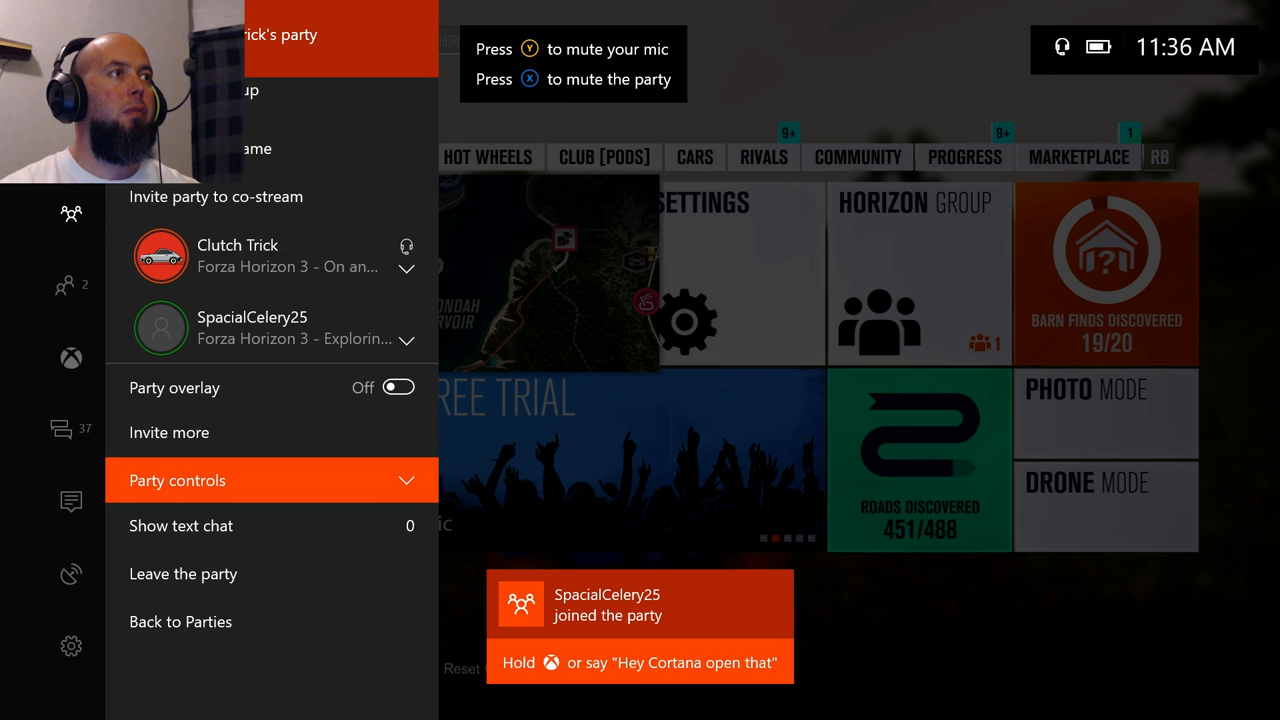 rick's party
up
ame
Invite party to co-stream
Clutch Trick
Forza Horizon 3 - On an...
SpacialCelery25
Forza Horizon 3 - Explorin...
Party overlay Off
Invite more
Party controls
Show text chat 0
Leave the party
Back to Parties
2
37
Press Y to mute your mic
Press X to mute the party
11:36 AM
9+ 9+ 1
HOT WHEELS CLUB [PODS] CARS RIVALS COMMUNITY PROGRESS MARKETPLACE RB
SETTINGS
HORIZON GROUP
1
BARN FINDS DISCOVERED
19/20
REE TRIAL
ic
ROADS DISCOVERED
451/488
PHOTO MODE
DRONE MODE
SpacialCelery25
joined the party
Hold or say "Hey Cortana open that"
Reset